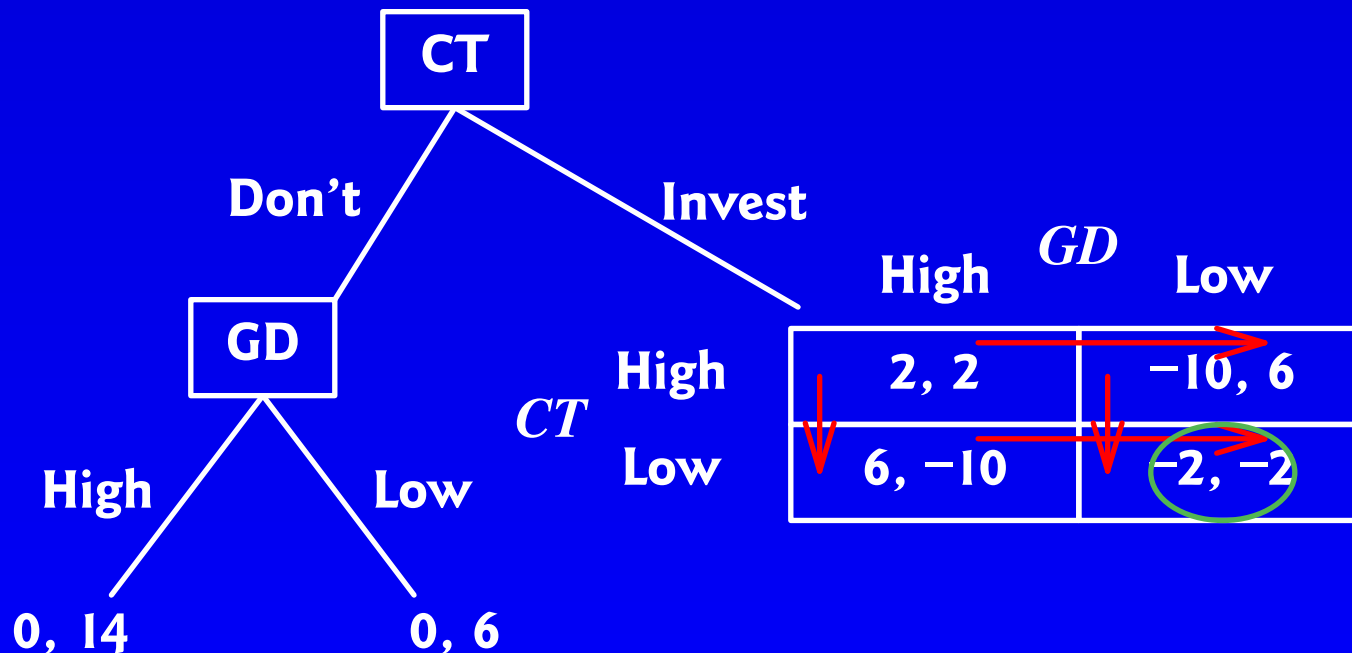 CT
Don't
Invest
GD
High
Low
GD
High
2, 2
−10, 6
CT
Low
6, −10
−2, −2
High
Low
0, 14
0, 6